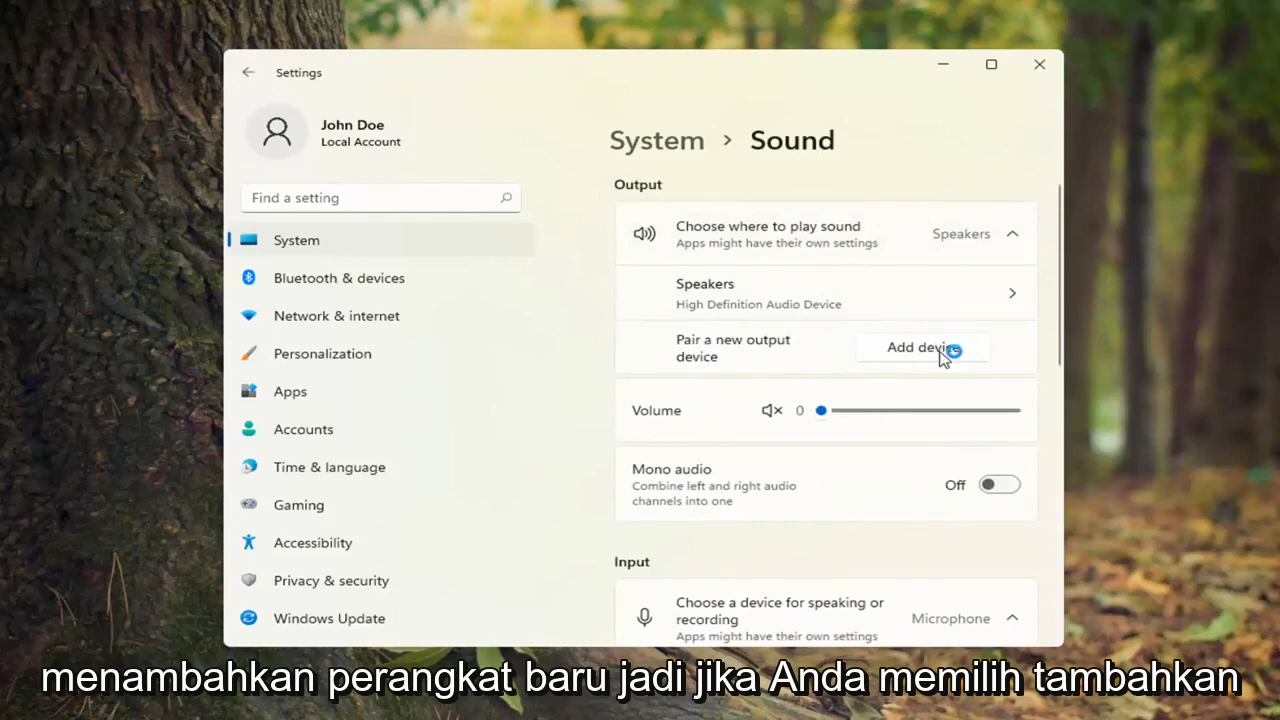 Settings
John Doe
Local Account
Find a setting
System
Bluetooth & devices
Network & internet
Personalization
Apps
Accounts
Time & language
Gaming
Accessibility
Privacy & security
Windows Update
System > Sound
Output
Choose where to play sound
Apps might have their own settings
Speakers
Speakers
High Definition Audio Device
Pair a new output
device
Add device
Volume
0
Mono audio
Combine left and right audio
channels into one
Off
Input
Choose a device for speaking or
recording
Apps might have their own settings
Microphone
menambahkan perangkat baru jadi jika Anda memilih tambahkan